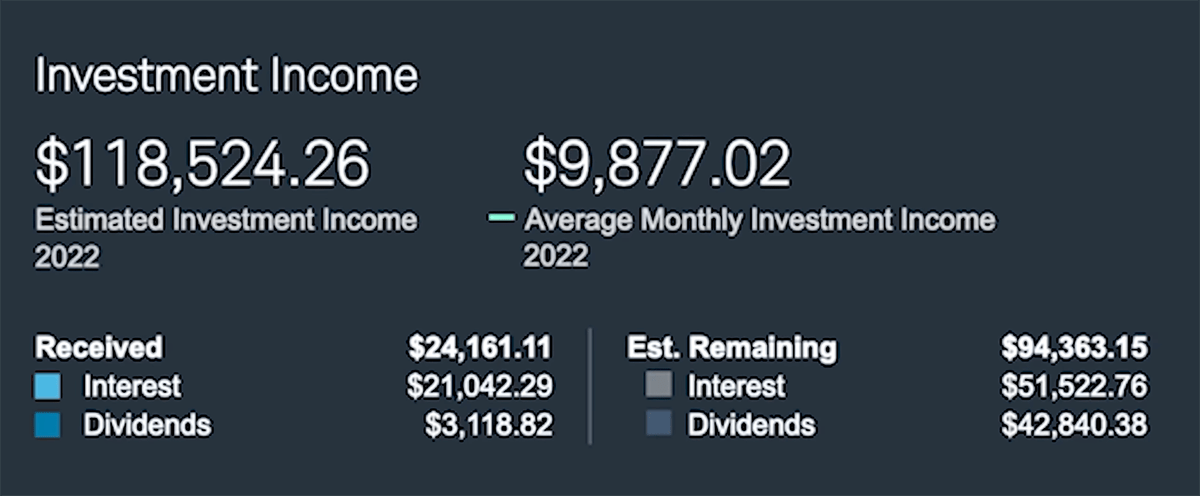 Investment Income
$118,524.26
Estimated Investment Income
2022
$9,877.02
Average Monthly Investment Income
2022
Received $24,161.11
Interest $21,042.29
Dividends $3,118.82
Est. Remaining $94,363.15
Interest $51,522.76
Dividends $42,840.38